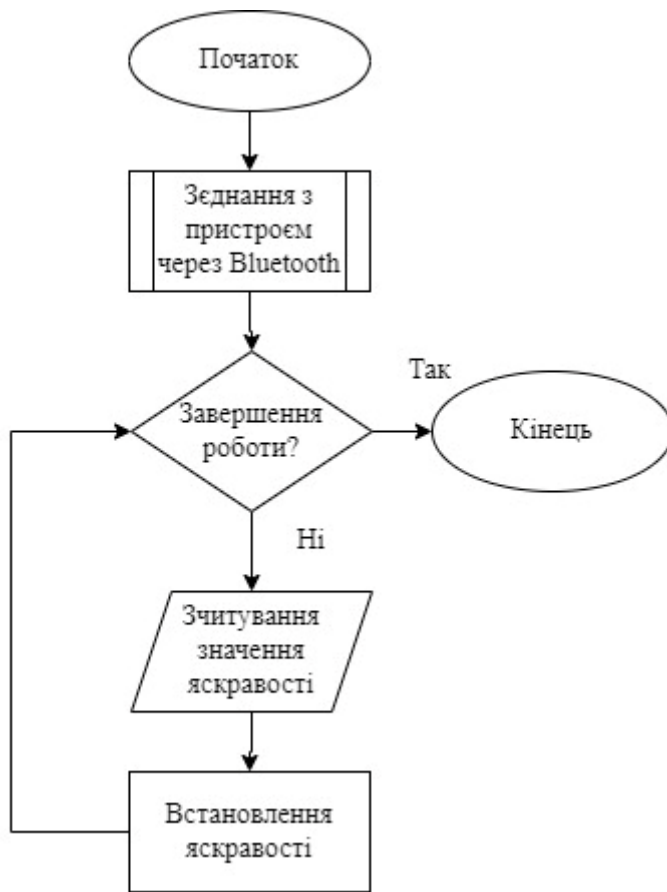 Початок
Зєднання з
пристроєм
через Bluetooth
Завершення
роботи?
Так
Кінець
Ні
Зчитування
значення
яскравості
Встановлення
яскравості